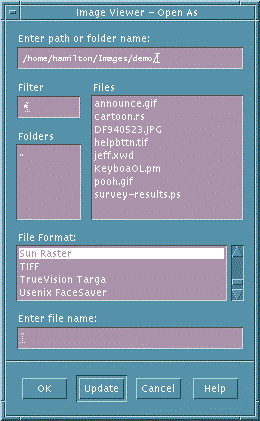 Image Viewer - Open As
Enter path or folder name:
/home/hamilton/Images/demo
Filter
Files
*
announce.gif
cartoon.rs
DF940523.JPG
helpbttn.tif
jeff.xwd
KeyboaOL.pm
pooh.gif
survey-results.ps
Folders
..
File Format:
Sun Raster
TIFF
TrueVision Targa
Usenix FaceSaver
Enter file name:
OK
Update
Cancel
Help